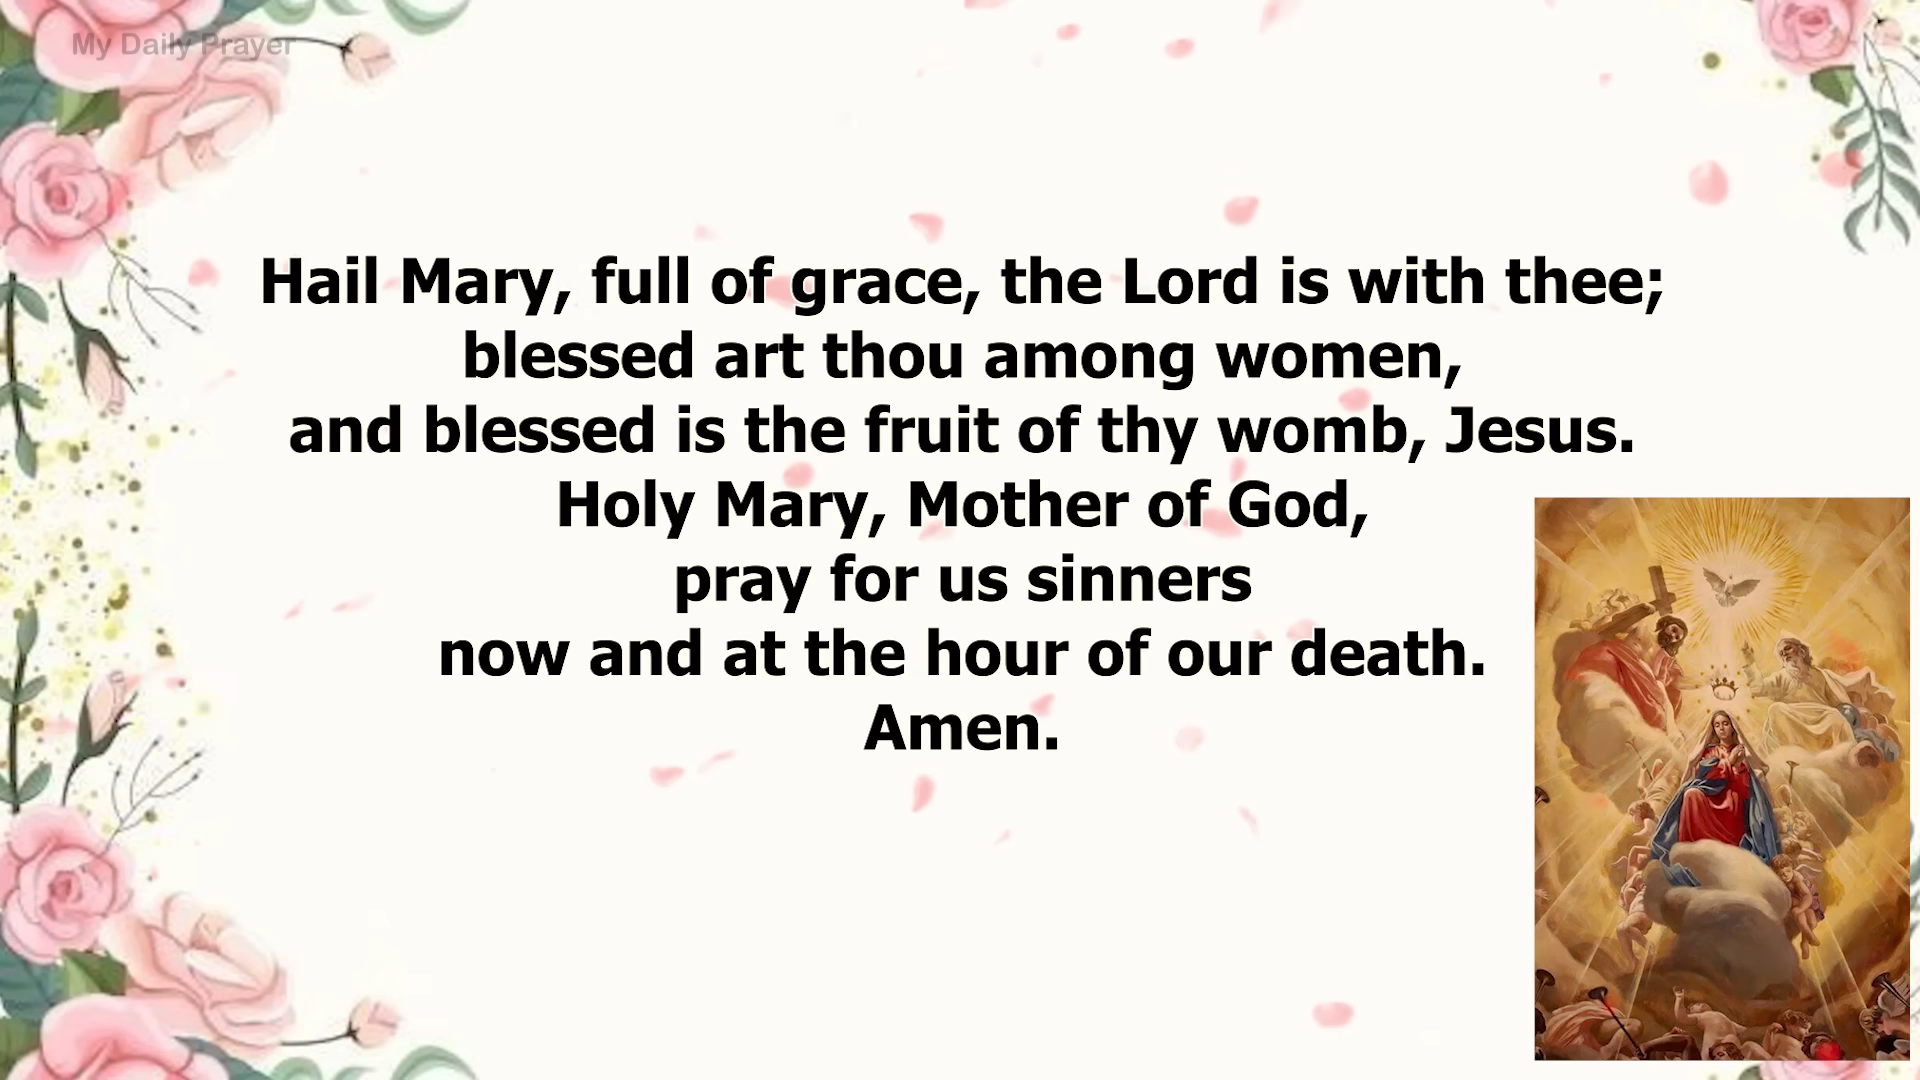 My Daily Prayer
Hail Mary, full of grace, the Lord is with thee;
blessed art thou among women,
and blessed is the fruit of thy womb, Jesus.
Holy Mary, Mother of God,
pray for us sinners
now and at the hour of our death.
Amen.